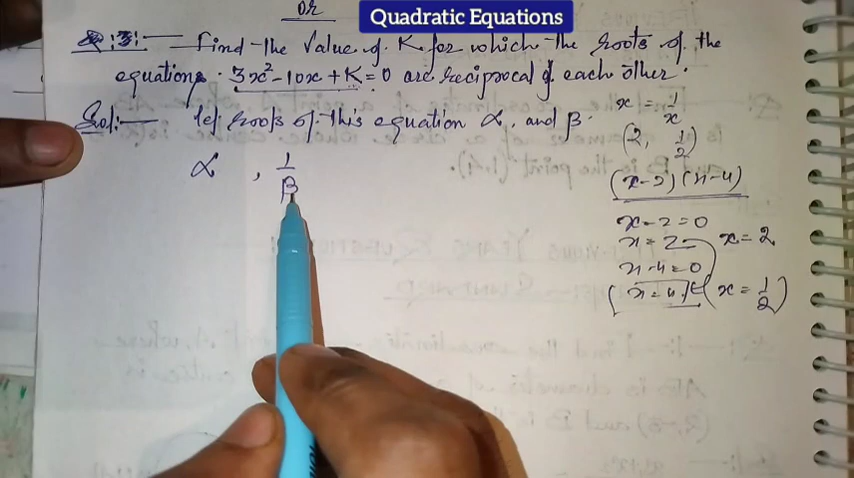 OR
Quadratic Equations
Q:3:— Find the Value of K for which the roots of the
equations. 3x² - 10x + K = 0 are reciprocal of each other.
Sol:— let roots of this equation α, and β.
α , 1/β
x = 1/x
(2, 1/2)
(x-2)(x-4)
x-2=0
x=2 x=2
x-4=0
(x=4) (x=1/2)